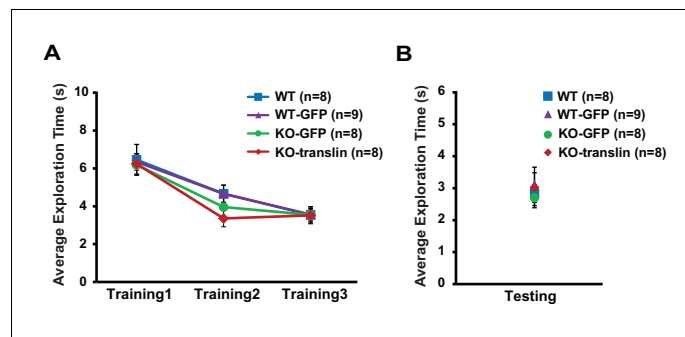 A
Average Exploration Time (s)
10
8
6
4
2
0
WT (n=8)
WT-GFP (n=9)
KO-GFP (n=8)
KO-translin (n=8)
Training1 Training2 Training3
B
Average Exploration Time (s)
6
5
4
3
2
1
0
WT (n=8)
WT-GFP (n=9)
KO-GFP (n=8)
KO-translin (n=8)
Testing